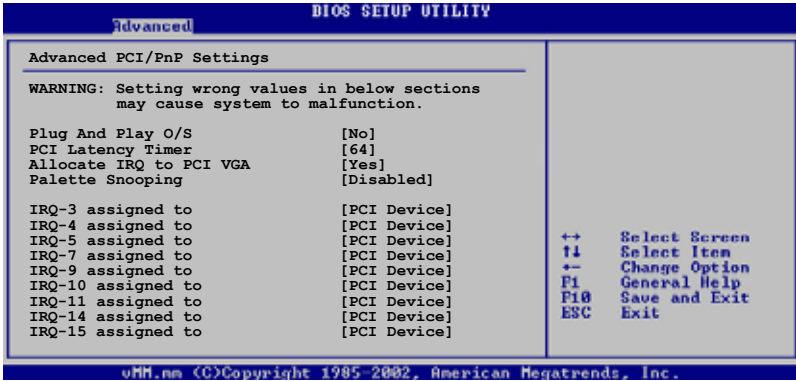 BIOS SETUP UTILITY
Advanced
Advanced PCI/PnP Settings
WARNING: Setting wrong values in below sections
may cause system to malfunction.
Plug And Play O/S [No]
PCI Latency Timer [64]
Allocate IRQ to PCI VGA [Yes]
Palette Snooping [Disabled]
IRQ-3 assigned to [PCI Device]
IRQ-4 assigned to [PCI Device]
IRQ-5 assigned to [PCI Device]
IRQ-7 assigned to [PCI Device]
IRQ-9 assigned to [PCI Device]
IRQ-10 assigned to [PCI Device]
IRQ-11 assigned to [PCI Device]
IRQ-14 assigned to [PCI Device]
IRQ-15 assigned to [PCI Device]
↔ Select Screen
↑↓ Select Item
+- Change Option
F1 General Help
F10 Save and Exit
ESC Exit
vMM.mm (C)Copyright 1985-2002, American Megatrends, Inc.